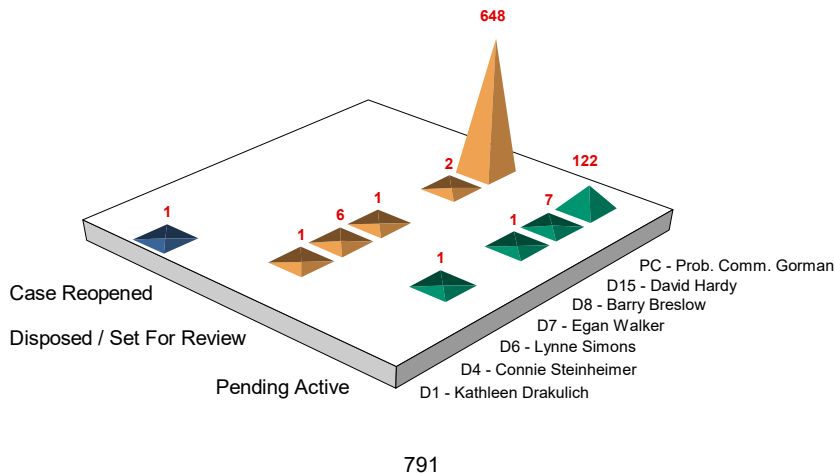 648
122
2
1
7
1
6
1
1
1
1
PC - Prob. Comm. Gorman
D15 - David Hardy
D8 - Barry Breslow
D7 - Egan Walker
D6 - Lynne Simons
D4 - Connie Steinheimer
D1 - Kathleen Drakulich
Case Reopened
Disposed / Set For Review
Pending Active
791